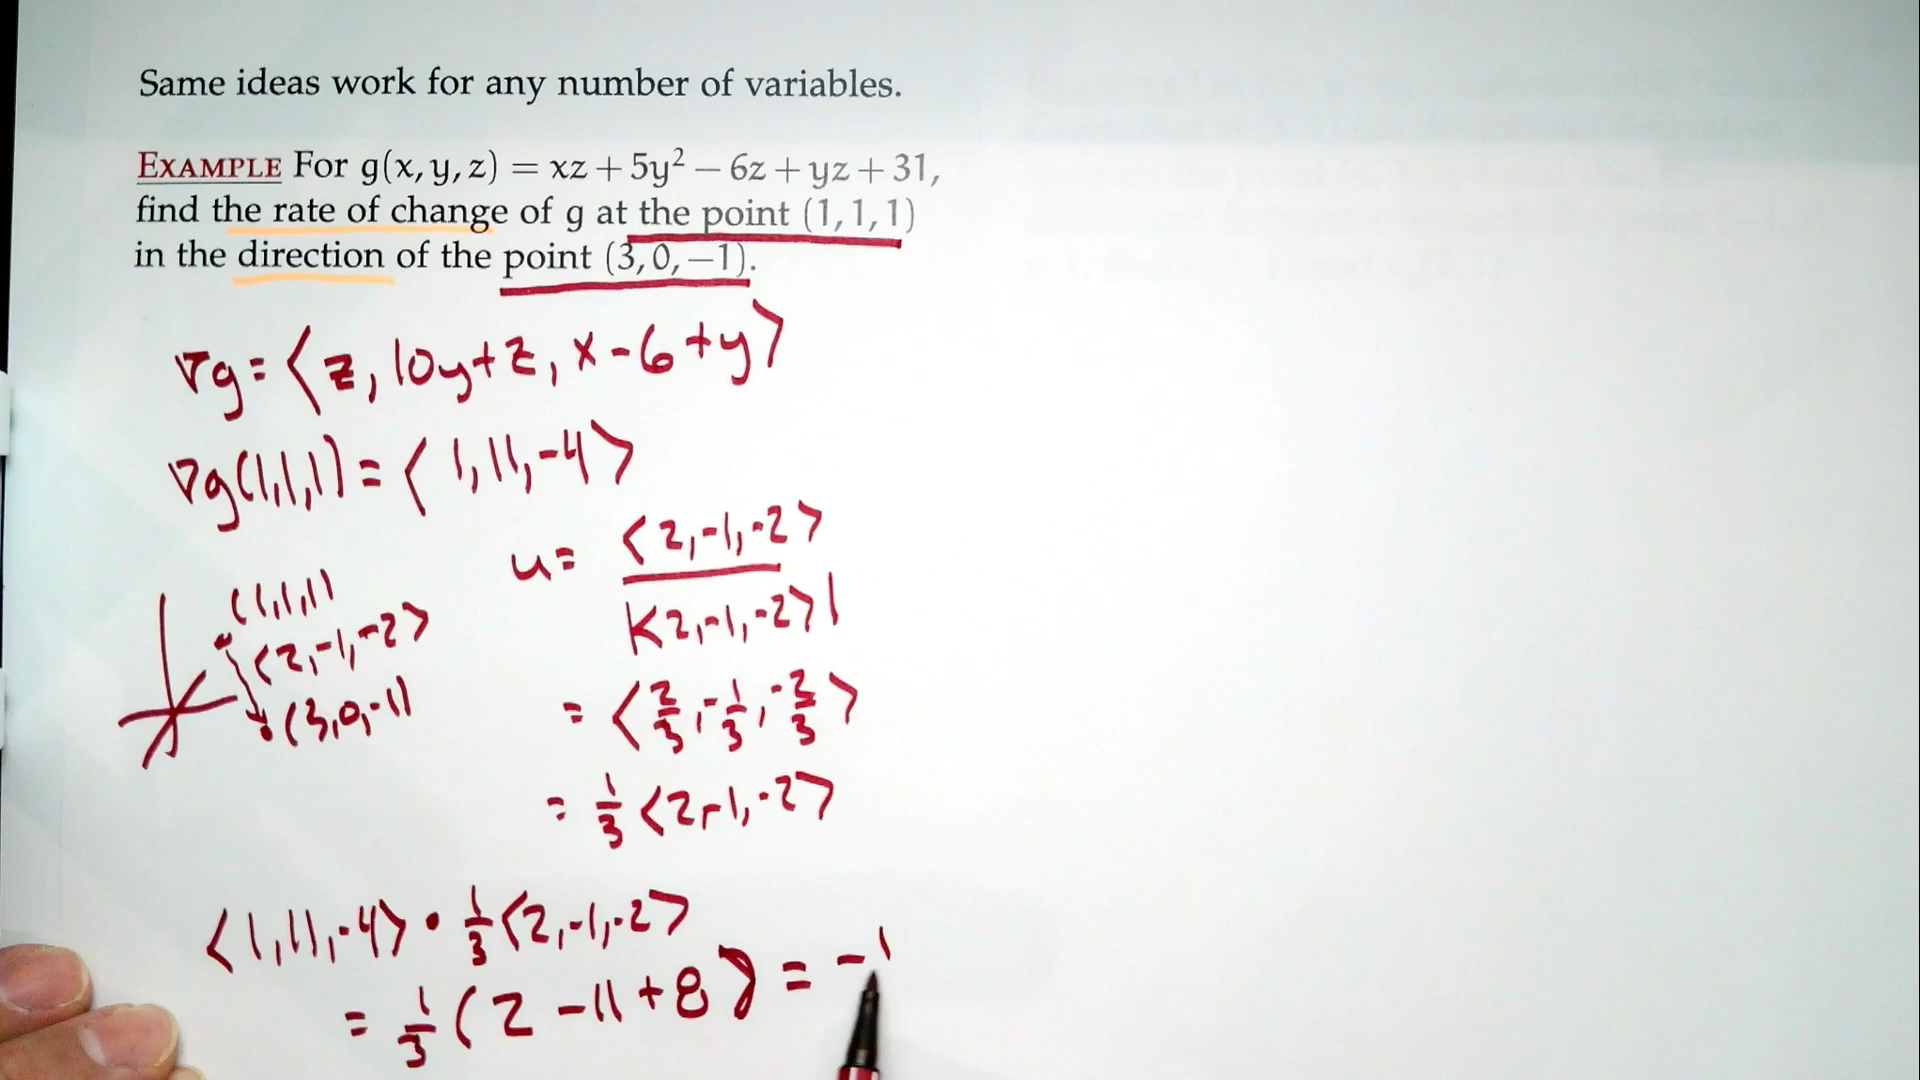 Same ideas work for any number of variables.
EXAMPLE For g(x, y, z) = xz + 5y² − 6z + yz + 31,
find the rate of change of g at the point (1, 1, 1)
in the direction of the point (3, 0, −1).
∇g = ⟨z, 10y+z, x-6+y⟩
∇g(1,1,1) = ⟨1,11,-4⟩
u = ⟨2,-1,-2⟩
|⟨2,-1,-2⟩|
(1,1,1)
⟨2,-1,-2⟩
(3,0,-1)
= ⟨2/3, -1/3, -2/3⟩
= 1/3 ⟨2,-1,-2⟩
⟨1,11,-4⟩ • 1/3 ⟨2,-1,-2⟩
= 1/3 (2 -11 +8) = -1